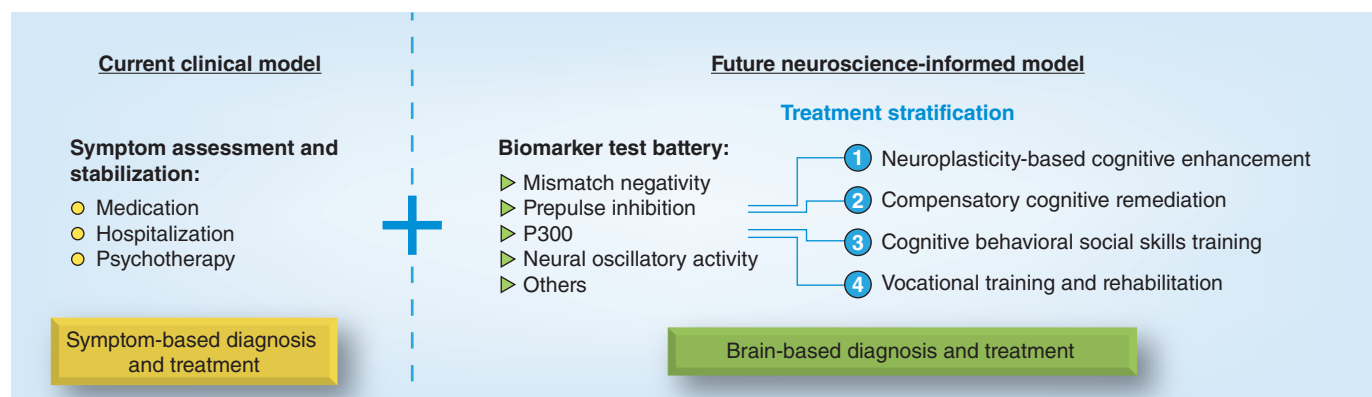 Current clinical model
Symptom assessment and
stabilization:
Medication
Hospitalization
Psychotherapy
Symptom-based diagnosis
and treatment
Future neuroscience-informed model
Treatment stratification
Biomarker test battery:
Mismatch negativity
Prepulse inhibition
P300
Neural oscillatory activity
Others
1 Neuroplasticity-based cognitive enhancement
2 Compensatory cognitive remediation
3 Cognitive behavioral social skills training
4 Vocational training and rehabilitation
Brain-based diagnosis and treatment